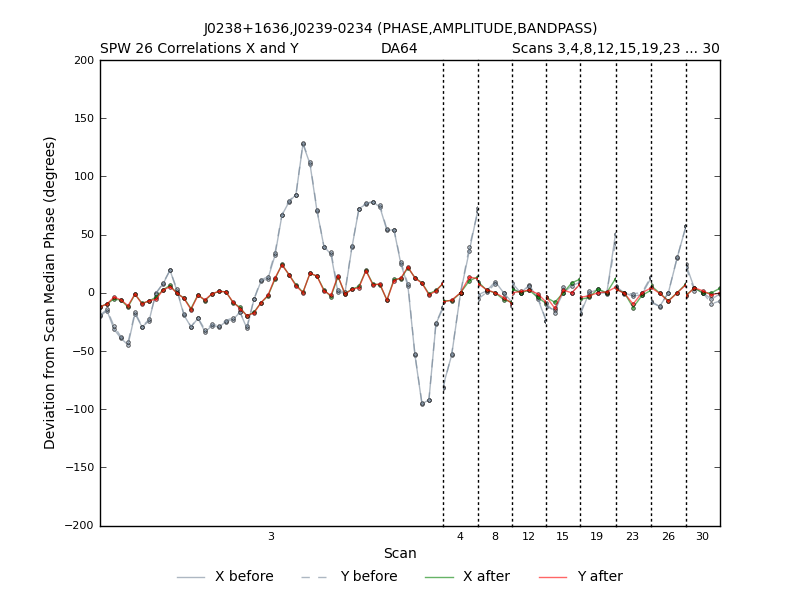 J0238+1636,J0239-0234 (PHASE,AMPLITUDE,BANDPASS)
SPW 26 Correlations X and Y DA64 Scans 3,4,8,12,15,19,23 ... 30
200
150
100
50
0
−50
−100
−150
−200
Deviation from Scan Median Phase (degrees)
3 4 8 12 15 19 23 26 30
Scan
X before Y before X after Y after